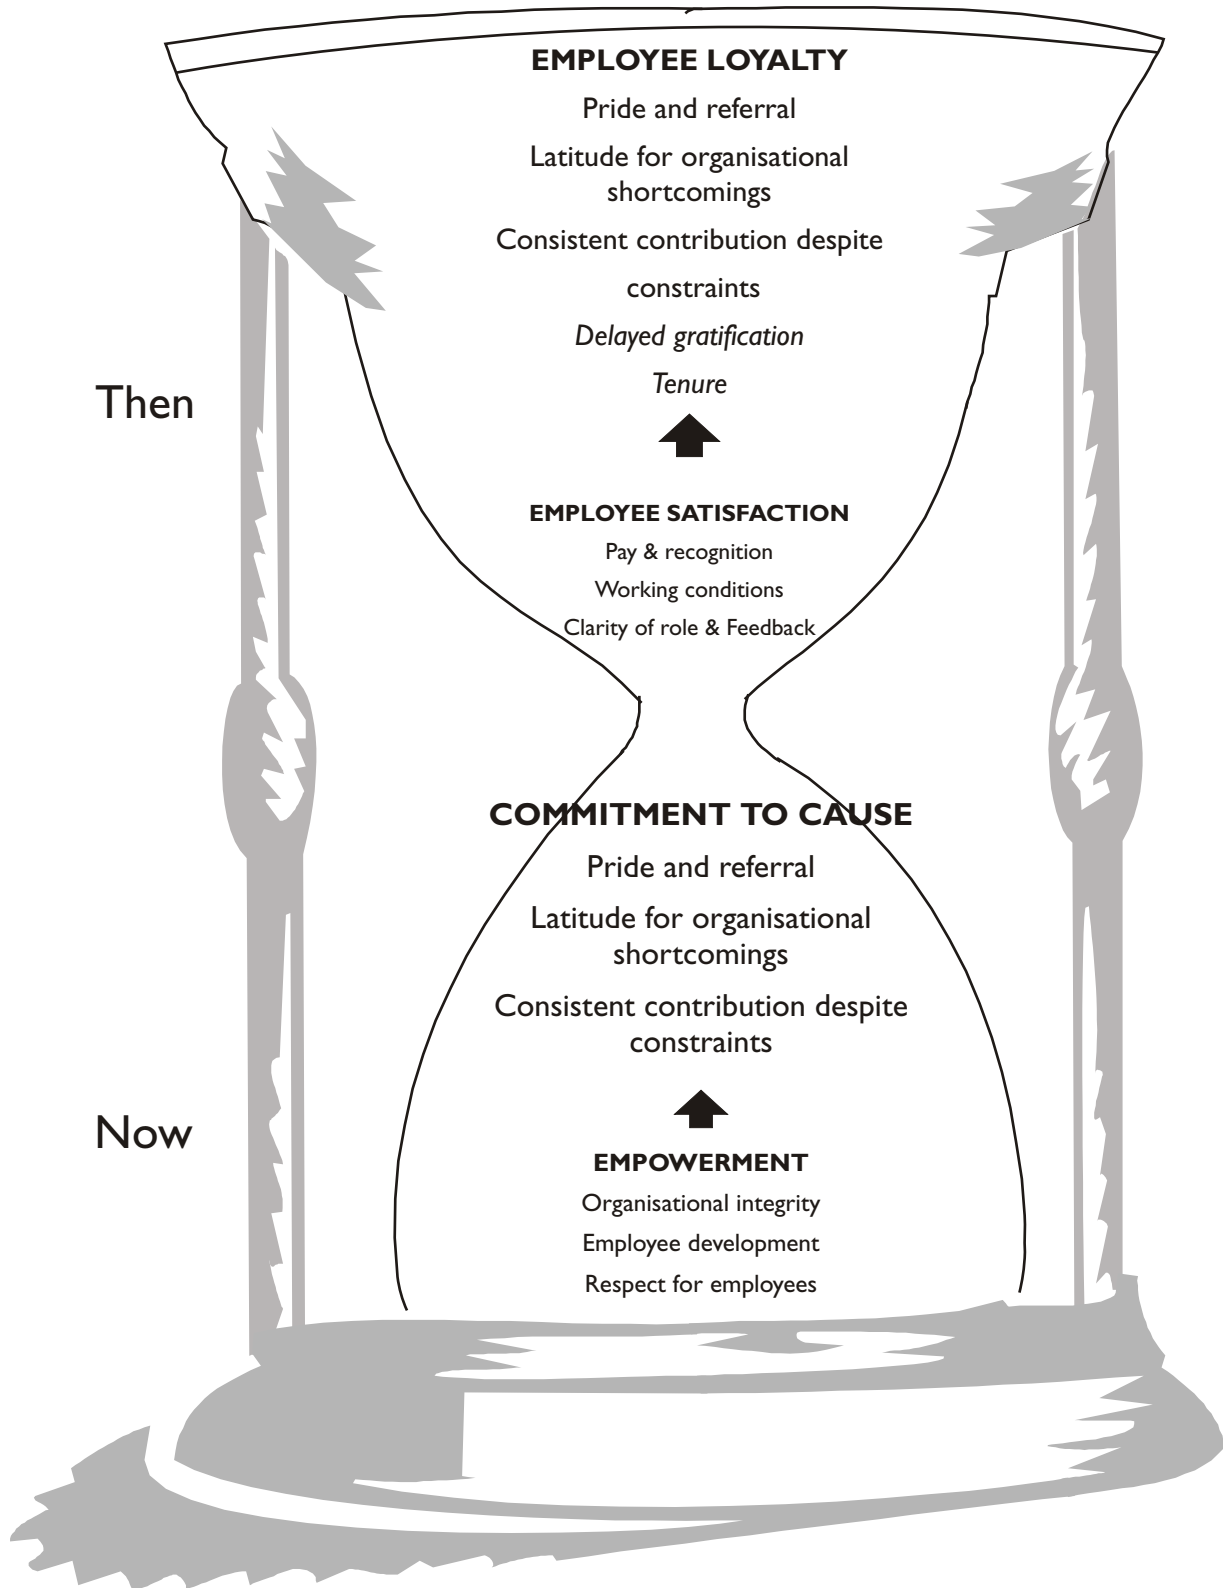 EMPLOYEE LOYALTY
Pride and referral
Latitude for organisational
shortcomings
Consistent contribution despite
constraints
Delayed gratification
Tenure
Then
EMPLOYEE SATISFACTION
Pay & recognition
Working conditions
Clarity of role & Feedback
COMMITMENT TO CAUSE
Pride and referral
Latitude for organisational
shortcomings
Consistent contribution despite
constraints
Now
EMPOWERMENT
Organisational integrity
Employee development
Respect for employees